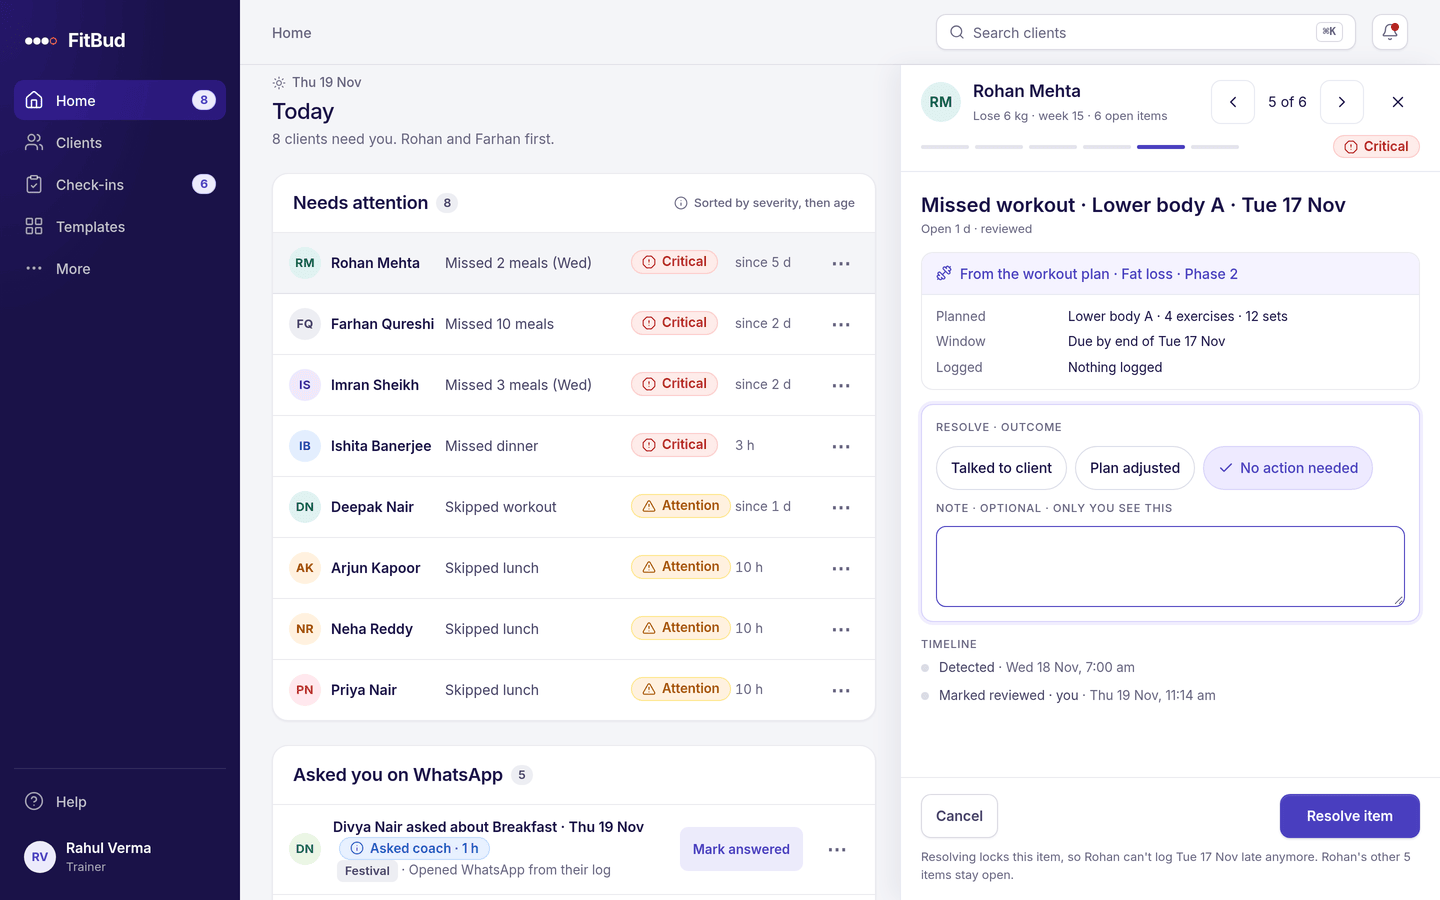 FitBud
Home 8
Clients
Check-ins 6
Templates
More
Help
RV
Rahul Verma
Trainer
Home
Search clients ⌘K
Thu 19 Nov
Today
8 clients need you. Rohan and Farhan first.
Needs attention 8
Sorted by severity, then age
RM Rohan Mehta Missed 2 meals (Wed) Critical since 5 d
FQ Farhan Qureshi Missed 10 meals Critical since 2 d
IS Imran Sheikh Missed 3 meals (Wed) Critical since 2 d
IB Ishita Banerjee Missed dinner Critical 3 h
DN Deepak Nair Skipped workout Attention since 1 d
AK Arjun Kapoor Skipped lunch Attention 10 h
NR Neha Reddy Skipped lunch Attention 10 h
PN Priya Nair Skipped lunch Attention 10 h
Asked you on WhatsApp 5
DN
Divya Nair asked about Breakfast · Thu 19 Nov
Asked coach · 1 h
Festival · Opened WhatsApp from their log
Mark answered
RM
Rohan Mehta
Lose 6 kg · week 15 · 6 open items
5 of 6
Critical
Missed workout · Lower body A · Tue 17 Nov
Open 1 d · reviewed
From the workout plan · Fat loss · Phase 2
Planned Lower body A · 4 exercises · 12 sets
Window Due by end of Tue 17 Nov
Logged Nothing logged
RESOLVE · OUTCOME
Talked to client Plan adjusted No action needed
NOTE · OPTIONAL · ONLY YOU SEE THIS
TIMELINE
Detected · Wed 18 Nov, 7:00 am
Marked reviewed · you · Thu 19 Nov, 11:14 am
Cancel Resolve item
Resolving locks this item, so Rohan can't log Tue 17 Nov late anymore. Rohan's other 5
items stay open.